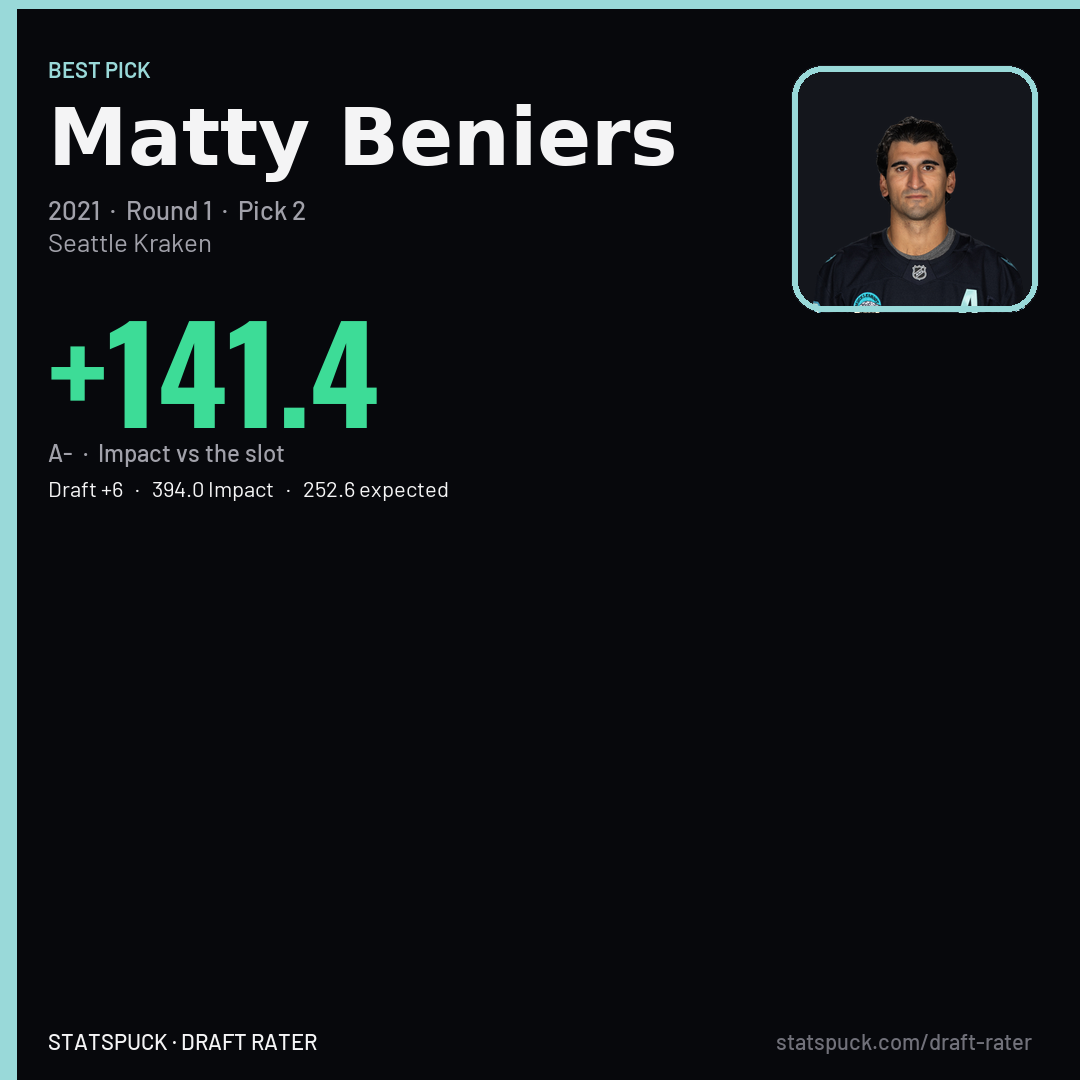 BEST PICK
Matty Beniers
2021 · Round 1 · Pick 2
Seattle Kraken
+141.4
A- · Impact vs the slot
Draft +6 · 394.0 Impact · 252.6 expected
A
STATSPUCK · DRAFT RATER
statspuck.com/draft-rater